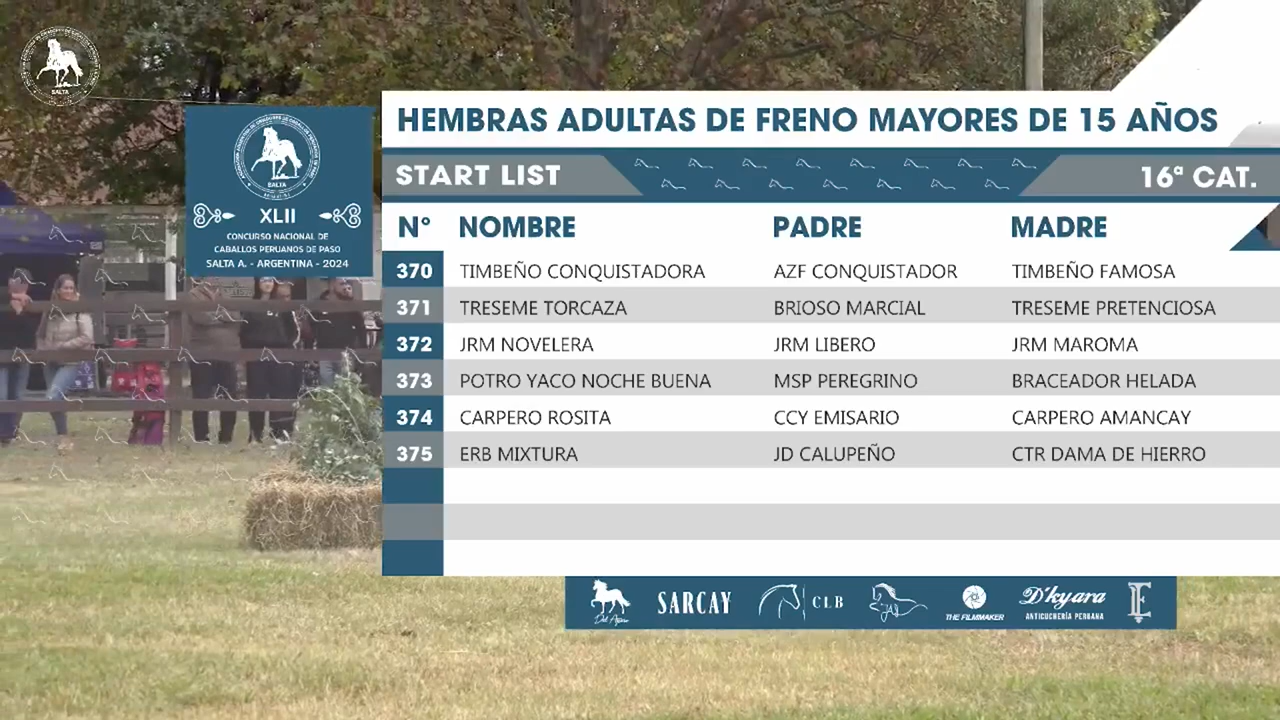 SALTA
HEMBRAS ADULTAS DE FRENO MAYORES DE 15 AÑOS
START LIST
16ª CAT.
SALTA
XLII
CONCURSO NACIONAL DE
CABALLOS PERUANOS DE PASO
SALTA A. - ARGENTINA - 2024
N° NOMBRE PADRE MADRE
370 TIMBEÑO CONQUISTADORA AZF CONQUISTADOR TIMBEÑO FAMOSA
371 TRESEME TORCAZA BRIOSO MARCIAL TRESEME PRETENCIOSA
372 JRM NOVELERA JRM LIBERO JRM MAROMA
373 POTRO YACO NOCHE BUENA MSP PEREGRINO BRACEADOR HELADA
374 CARPERO ROSITA CCY EMISARIO CARPERO AMANCAY
375 ERB MIXTURA JD CALUPEÑO CTR DAMA DE HIERRO
SARCAY
CLB
THE FILMMAKER
D'kyara
ANTICUCHERÍA PERUANA